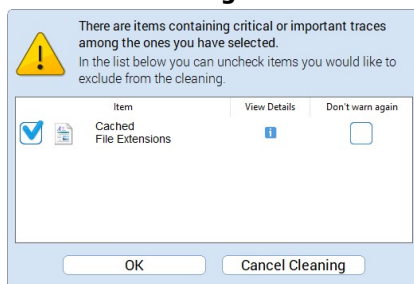 There are items containing critical or important traces
among the ones you have selected.
In the list below you can uncheck items you would like to
exclude from the cleaning.
Item View Details Don't warn again
Cached
File Extensions
OK Cancel Cleaning